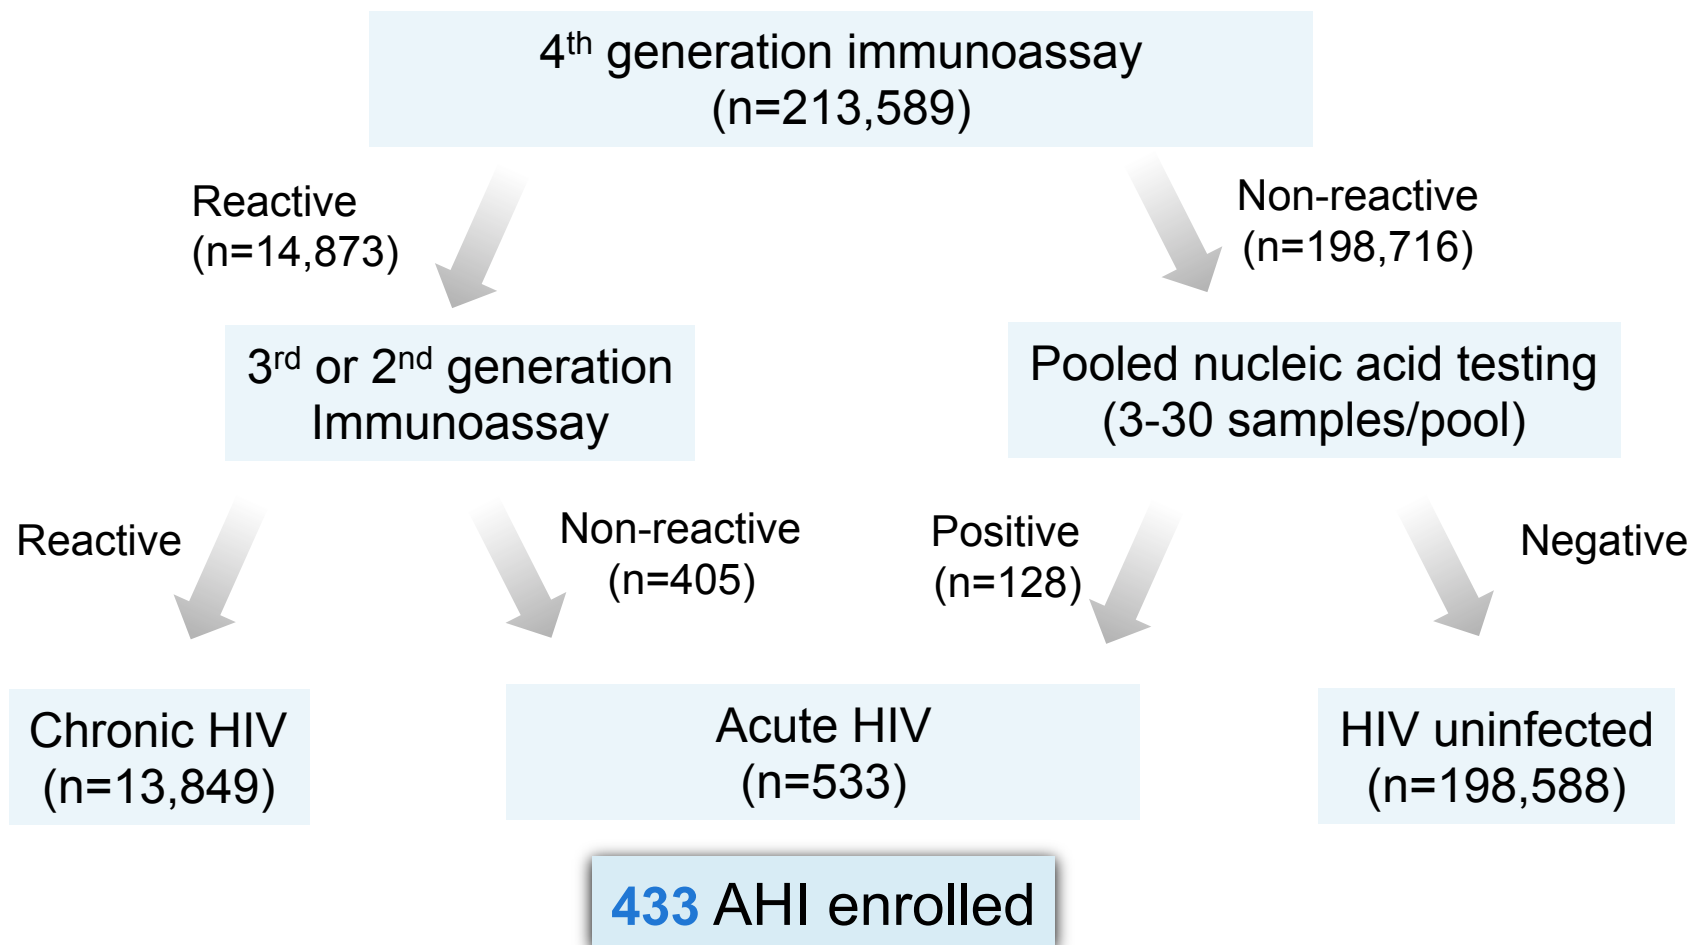 4th generation immunoassay
(n=213,589)
Reactive
(n=14,873)
Non-reactive
(n=198,716)
3rd or 2nd generation
Immunoassay
Pooled nucleic acid testing
(3-30 samples/pool)
Reactive
Non-reactive
(n=405)
Positive
(n=128)
Negative
Chronic HIV
(n=13,849)
Acute HIV
(n=533)
HIV uninfected
(n=198,588)
433 AHI enrolled